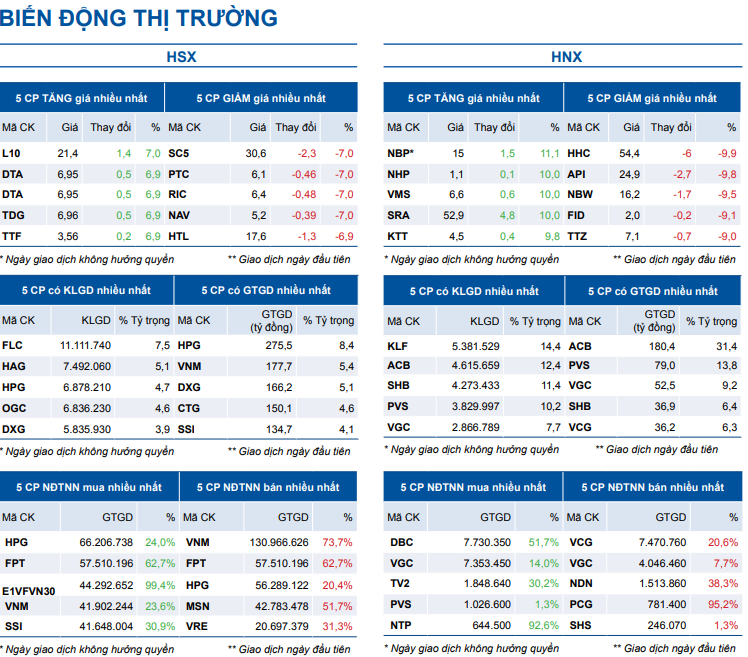 BIẾN ĐỘNG THỊ TRƯỜNG
HSX
5 CP TĂNG giá nhiều nhất 5 CP GIẢM giá nhiều nhất
Mã CK Giá Thay đổi % Mã CK Giá Thay đổi %
L10 21,4 1,4 7,0 SC5 30,6 -2,3 -7,0
DTA 6,95 0,5 6,9 PTC 6,1 -0,46 -7,0
DTA 6,95 0,5 6,9 RIC 6,4 -0,48 -7,0
TDG 6,96 0,5 6,9 NAV 5,2 -0,39 -7,0
TTF 3,56 0,2 6,9 HTL 17,6 -1,3 -6,9
* Ngày giao dịch không hưởng quyền ** Giao dịch ngày đầu tiên
5 CP có KLGD nhiều nhất 5 CP có GTGD nhiều nhất
Mã CK KLGD % Tỷ trọng Mã CK GTGD (tỷ đồng) % Tỷ trọng
FLC 11.111.740 7,5 HPG 275,5 8,4
HAG 7.492.060 5,1 VNM 177,7 5,4
HPG 6.878.210 4,7 DXG 166,2 5,1
OGC 6.836.230 4,6 CTG 150,1 4,6
DXG 5.835.930 3,9 SSI 134,7 4,1
* Ngày giao dịch không hưởng quyền ** Giao dịch ngày đầu tiên
5 CP NĐTNN mua nhiều nhất 5 CP NĐTNN bán nhiều nhất
Mã CK GTGD % Mã CK GTGD %
HPG 66.206.738 24,0% VNM 130.966.626 73,7%
FPT 57.510.196 62,7% FPT 57.510.196 62,7%
E1VFVN30 44.292.652 99,4% HPG 56.289.122 20,4%
VNM 41.902.244 23,6% MSN 42.783.478 51,7%
SSI 41.648.004 30,9% VRE 20.697.379 31,3%
* Ngày giao dịch không hưởng quyền ** Giao dịch ngày đầu tiên
HNX
5 CP TĂNG giá nhiều nhất 5 CP GIẢM giá nhiều nhất
Mã CK Giá Thay đổi % Mã CK Giá Thay đổi %
NBP* 15 1,5 11,1 HHC 54,4 -6 -9,9
NHP 1,1 0,1 10,0 API 24,9 -2,7 -9,8
VMS 6,6 0,6 10,0 NBW 16,2 -1,7 -9,5
SRA 52,9 4,8 10,0 FID 2,0 -0,2 -9,1
KTT 4,5 0,4 9,8 TTZ 7,1 -0,7 -9,0
* Ngày giao dịch không hưởng quyền ** Giao dịch ngày đầu tiên
5 CP có KLGD nhiều nhất 5 CP có GTGD nhiều nhất
Mã CK KLGD % Tỷ trọng Mã CK GTGD (tỷ đồng) % Tỷ trọng
KLF 5.381.529 14,4 ACB 180,4 31,4
ACB 4.615.659 12,4 PVS 79,0 13,8
SHB 4.273.433 11,4 VGC 52,5 9,2
PVS 3.829.997 10,2 SHB 36,9 6,4
VGC 2.866.789 7,7 VCG 36,2 6,3
* Ngày giao dịch không hưởng quyền ** Giao dịch ngày đầu tiên
5 CP NĐTNN mua nhiều nhất 5 CP NĐTNN bán nhiều nhất
Mã CK GTGD % Mã CK GTGD %
DBC 7.730.350 51,7% VCG 7.470.760 20,6%
VGC 7.353.450 14,0% VGC 4.046.460 7,7%
TV2 1.848.640 30,2% NDN 1.513.860 38,3%
PVS 1.026.600 1,3% PCG 781.400 95,2%
NTP 644.500 92,6% SHS 246.070 1,3%
* Ngày giao dịch không hưởng quyền ** Giao dịch ngày đầu tiên